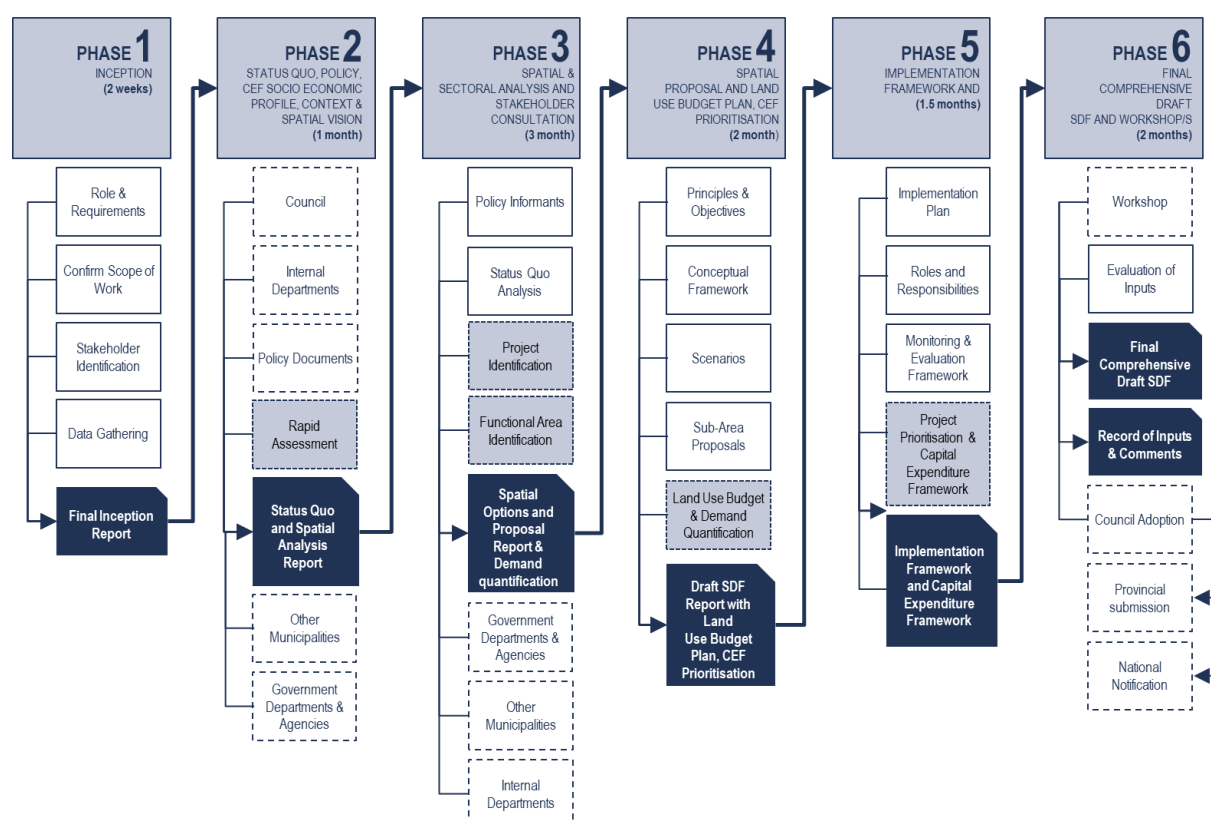 PHASE 1
INCEPTION
(2 weeks)
Role &
Requirements
Confirm Scope of
Work
Stakeholder
Identification
Data Gathering
Final Inception
Report
PHASE 2
STATUS QUO, POLICY,
CEF SOCIO ECONOMIC
PROFILE, CONTEXT &
SPATIAL VISION
(1 month)
Council
Internal
Departments
Policy Documents
Rapid
Assessment
Status Quo
and Spatial
Analysis
Report
Other
Municipalities
Government
Departments &
Agencies
PHASE 3
SPATIAL &
SECTORAL ANALYSIS AND
STAKEHOLDER
CONSULTATION
(3 month)
Policy Informants
Status Quo
Analysis
Project
Identification
Functional Area
Identification
Spatial
Options and
Proposal
Report &
Demand
quantification
Government
Departments &
Agencies
Other
Municipalities
Internal
Departments
PHASE 4
SPATIAL
PROPOSAL AND LAND
USE BUDGET PLAN, CEF
PRIORITISATION
(2 month)
Principles &
Objectives
Conceptual
Framework
Scenarios
Sub-Area
Proposals
Land Use Budget
& Demand
Quantification
Draft SDF
Report with
Land
Use Budget
Plan, CEF
Prioritisation
PHASE 5
IMPLEMENTATION
FRAMEWORK AND
(1.5 months)
Implementation
Plan
Roles and
Responsibilities
Monitoring &
Evaluation
Framework
Project
Prioritisation &
Capital
Expenditure
Framework
Implementation
Framework
and Capital
Expenditure
Framework
PHASE 6
FINAL
COMPREHENSIVE
DRAFT
SDF AND WORKSHOP/S
(2 months)
Workshop
Evaluation of
Inputs
Final
Comprehensive
Draft SDF
Record of Inputs
& Comments
Council Adoption
Provincial
submission
National
Notification